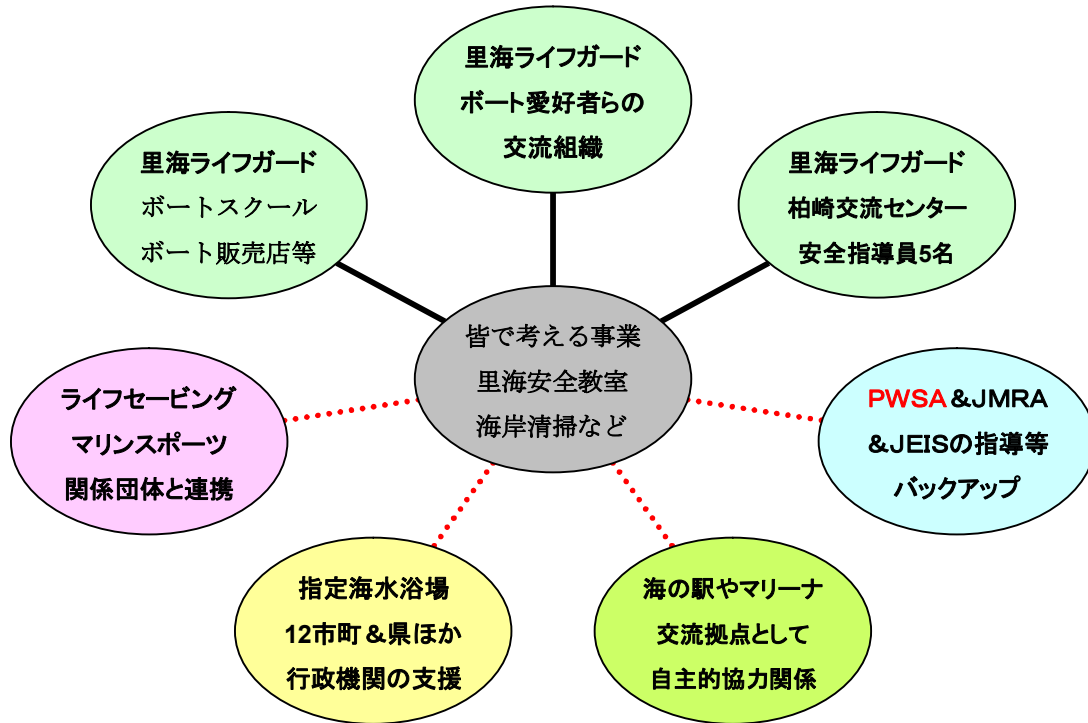 里海ライフガード
ボート愛好者らの
交流組織
里海ライフガード
ボートスクール
ボート販売店等
里海ライフガード
柏崎交流センター
安全指導員5名
皆で考える事業
里海安全教室
海岸清掃など
ライフセービング
マリンスポーツ
関係団体と連携
PWSA&JMRA
&JEISの指導等
バックアップ
指定海水浴場
12市町&県ほか
行政機関の支援
海の駅やマリーナ
交流拠点として
自主的協力関係